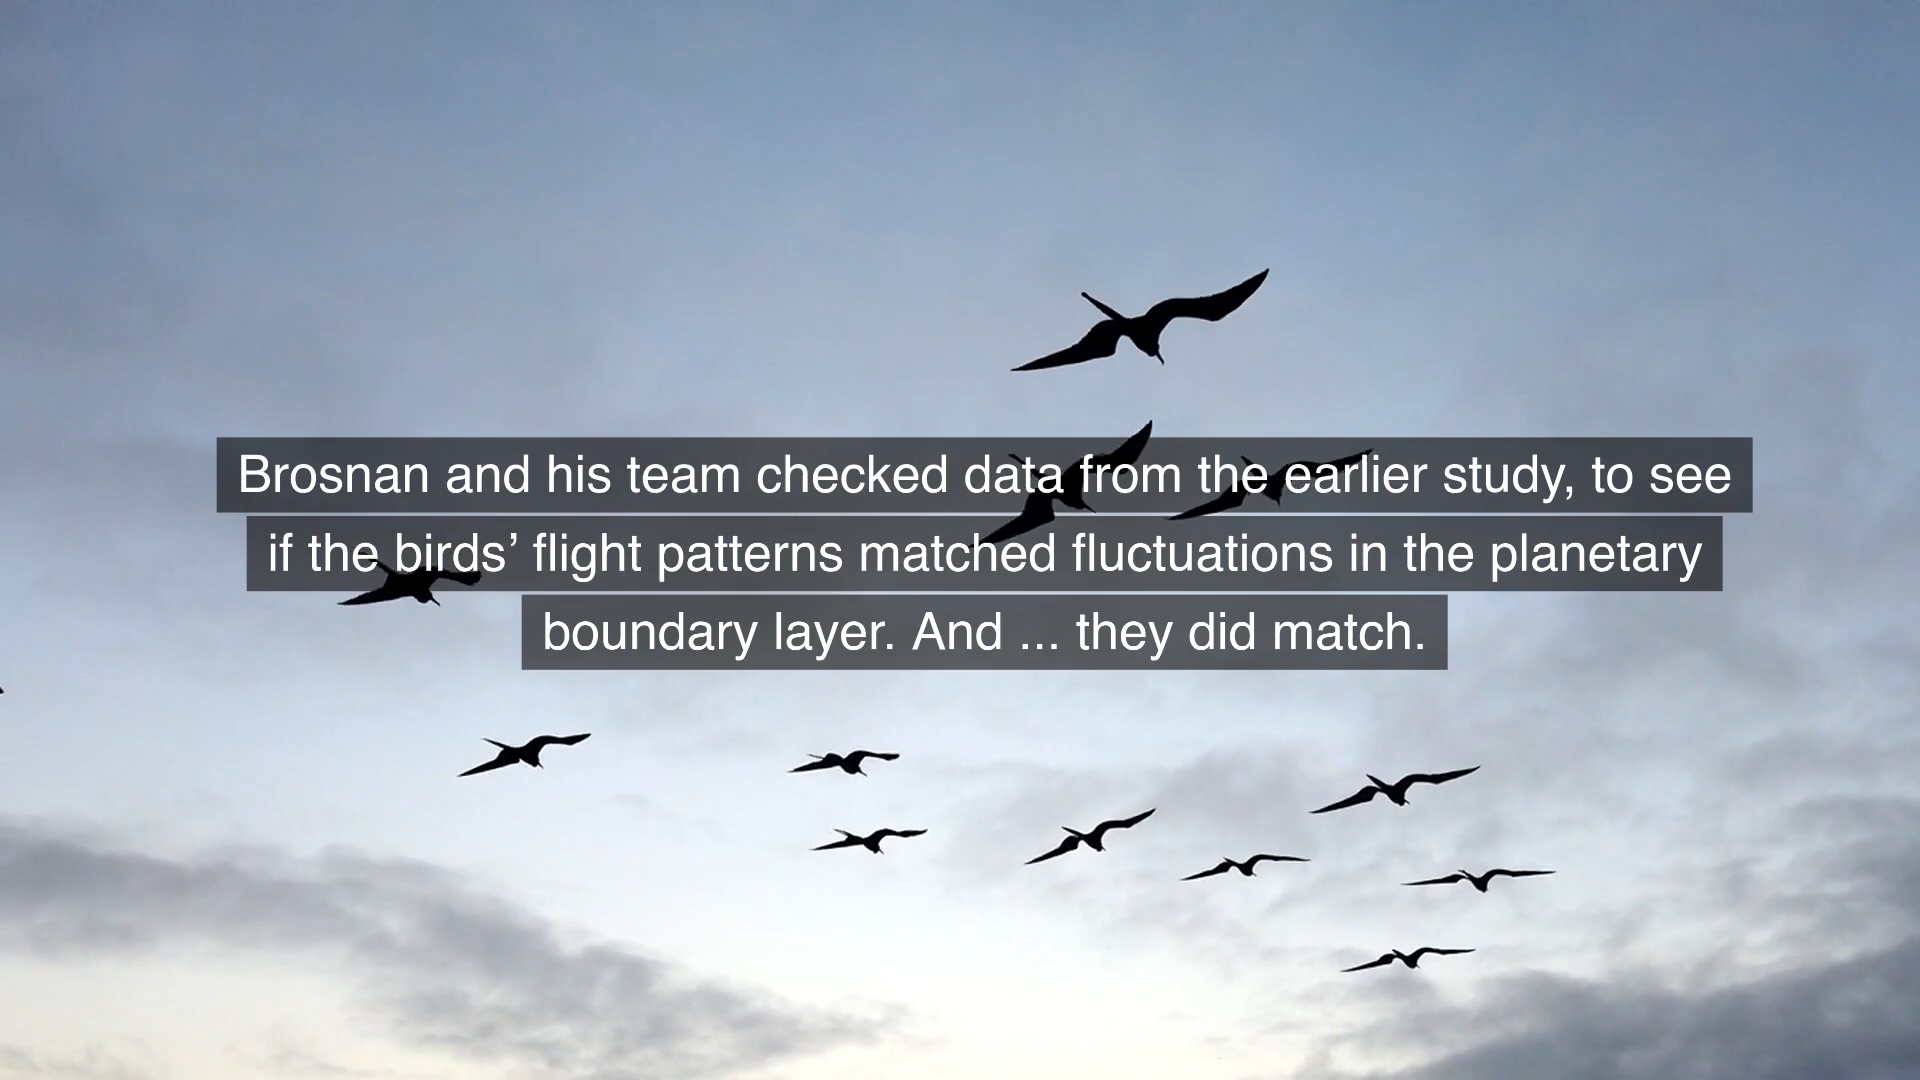 Brosnan and his team checked data from the earlier study, to see
if the birds’ flight patterns matched fluctuations in the planetary
boundary layer. And ... they did match.